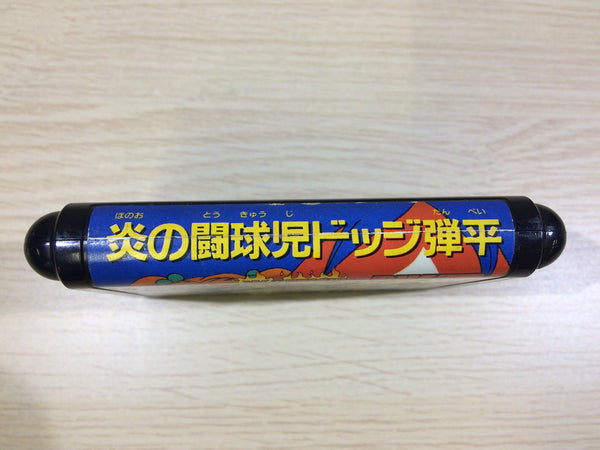 ほのお とう きゅう じ だん ぺい
炎の闘球児ドッジ弾平